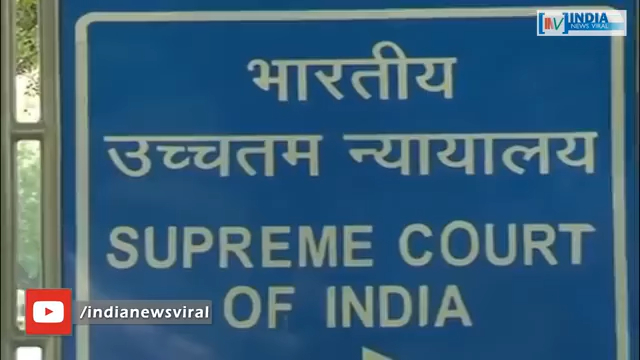 INDIA
NEWS VIRAL
भारतीय
उच्चतम न्यायालय
SUPREME COURT
OF INDIA
/indianewsviral